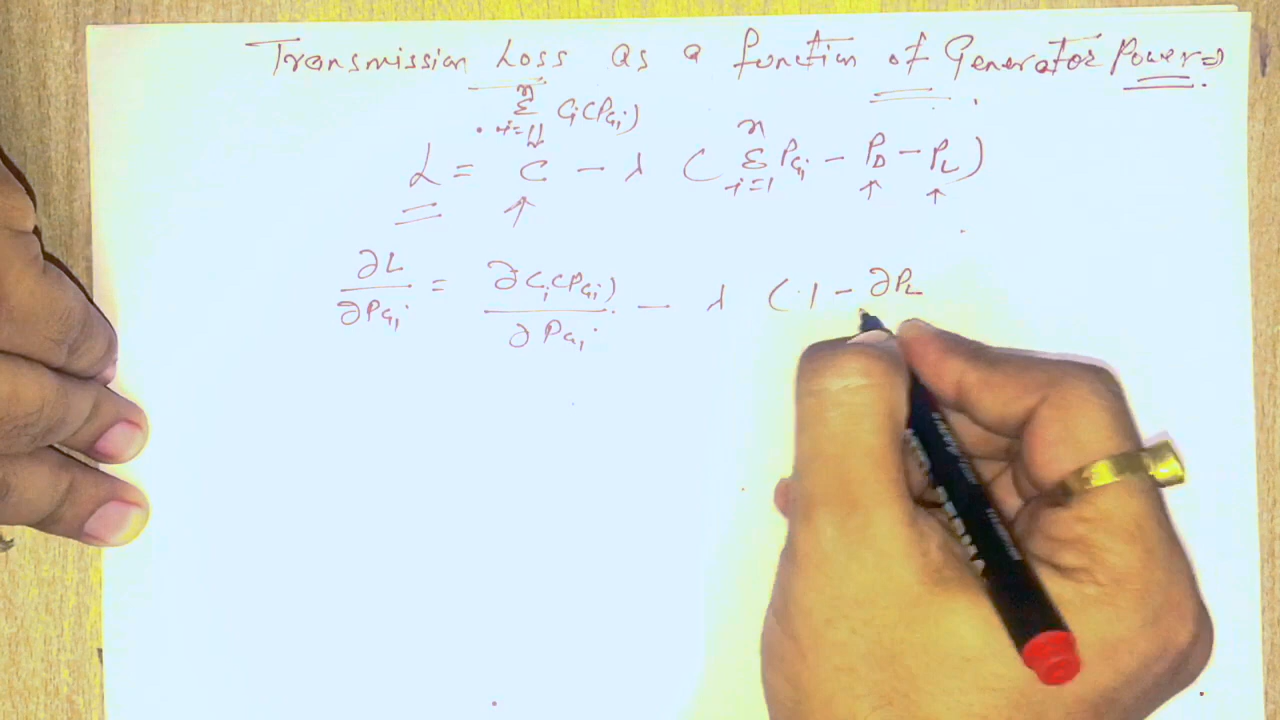 Transmission Loss as a function of Generator Powers.
n Σ i=1 Ci(PGi)
L = C - λ ( n Σ i=1 PGi - PD - PL )
∂L / ∂PGi = ∂Ci(PGi) / ∂PGi - λ ( 1 - ∂PL